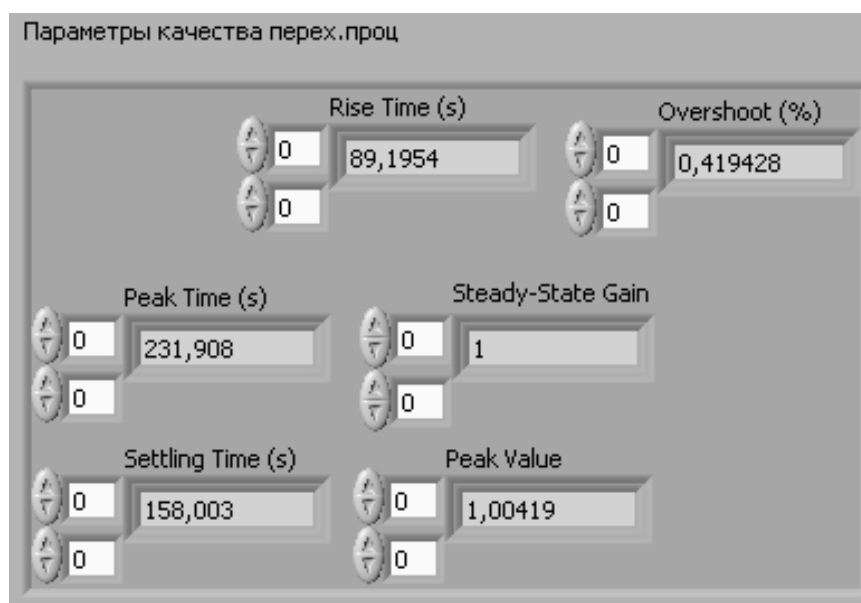 Параметры качества перех.проц
Rise Time (s)
Overshoot (%)
0
89,1954
0
0,419428
0
0
Peak Time (s)
Steady-State Gain
0
231,908
0
1
0
0
Settling Time (s)
Peak Value
0
158,003
0
1,00419
0
0